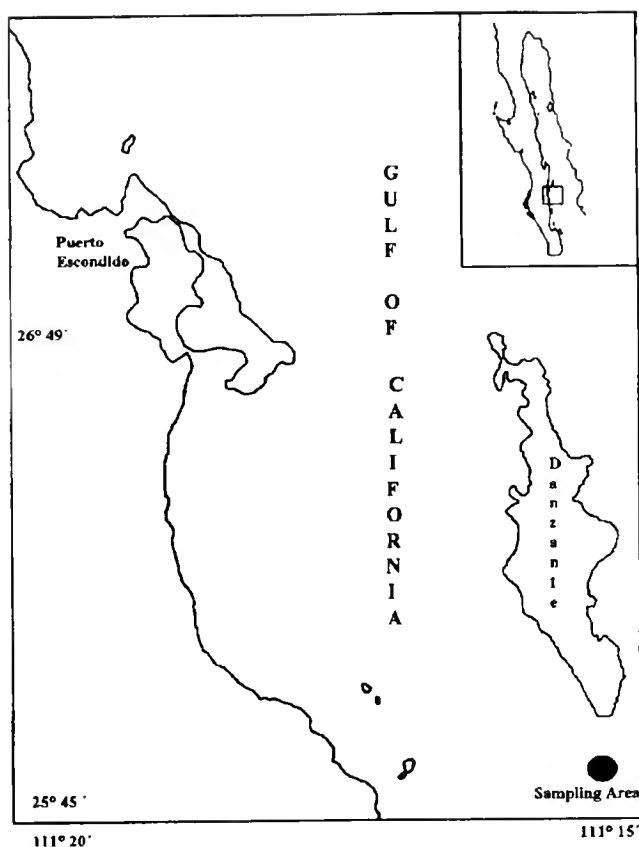 GULF OF CALIFORNIA
Puerto
Escondido
26° 49´
Danzante
Sampling Area
25° 45´
111° 20´
111° 15´